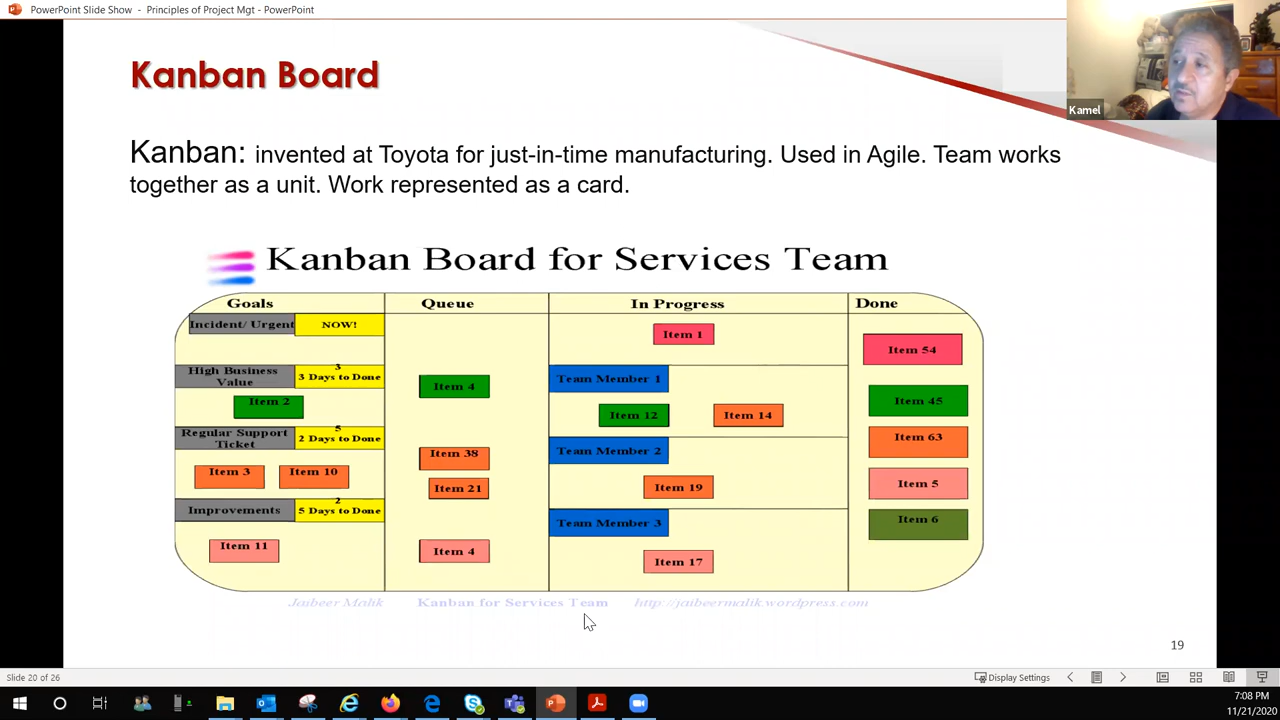 PowerPoint Slide Show - Principles of Project Mgt - PowerPoint
Kamel
Kanban Board
Kanban: invented at Toyota for just-in-time manufacturing. Used in Agile. Team works
together as a unit. Work represented as a card.
Kanban Board for Services Team
Goals Queue In Progress Done
Incident/ Urgent NOW!
Item 1
Item 54
High Business
Value
3
3 Days to Done
Item 4
Team Member 1
Item 2
Item 12 Item 14
Item 45
Regular Support
Ticket
5
2 Days to Done
Item 38
Team Member 2
Item 63
Item 3 Item 10
Item 21
Item 19
Item 5
Improvements
2
5 Days to Done
Team Member 3
Item 6
Item 11
Item 4
Item 17
Jaibeer Malik Kanban for Services Team http://jaibeermalik.wordpress.com
19
Slide 20 of 26
Display Settings
7:08 PM
11/21/2020